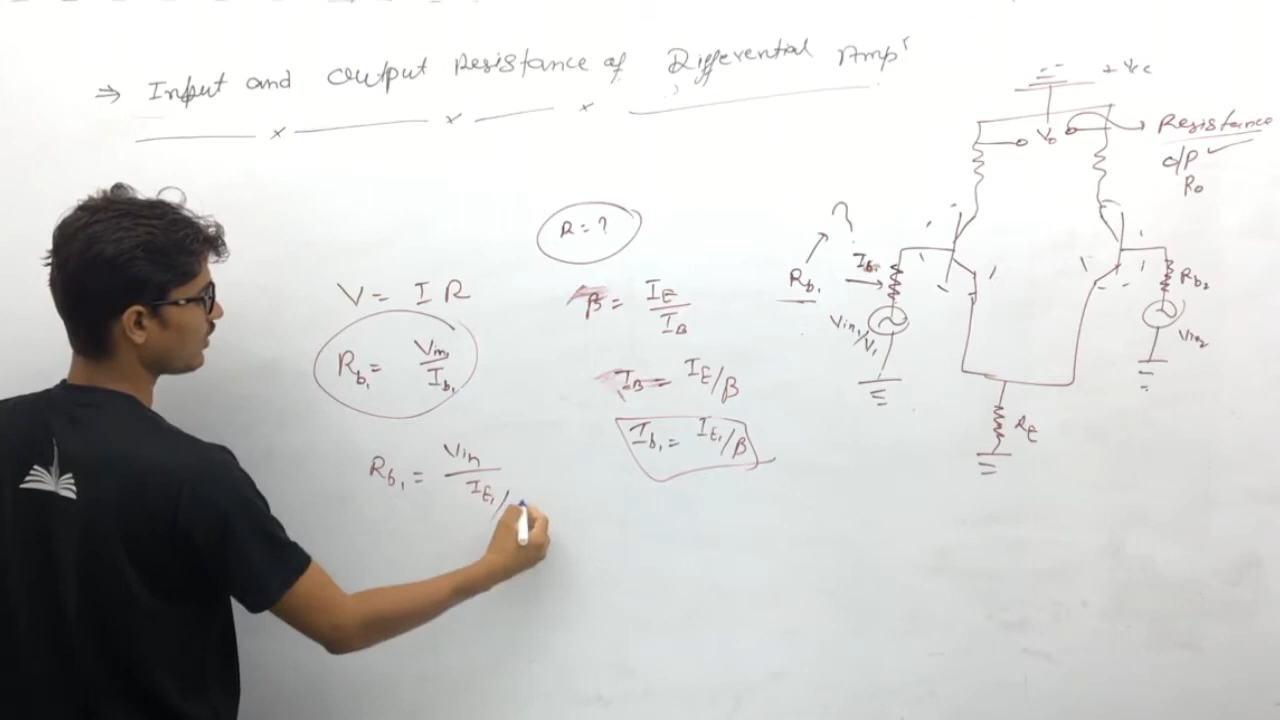 ⇒ Input and Output Resistance of Differential Amp'
V = I R
Rb1 = Vin1 / Ib1
Rb1 = Vin / IE1 /
R = ?
β = IE / IB
IB = IE/β
Ib1 = IE1/β
+Vcc
Vo
Resistance
O/P
Ro
?
Rb1
Ib1
Vin1/V1
Rb2
Vin2
RE